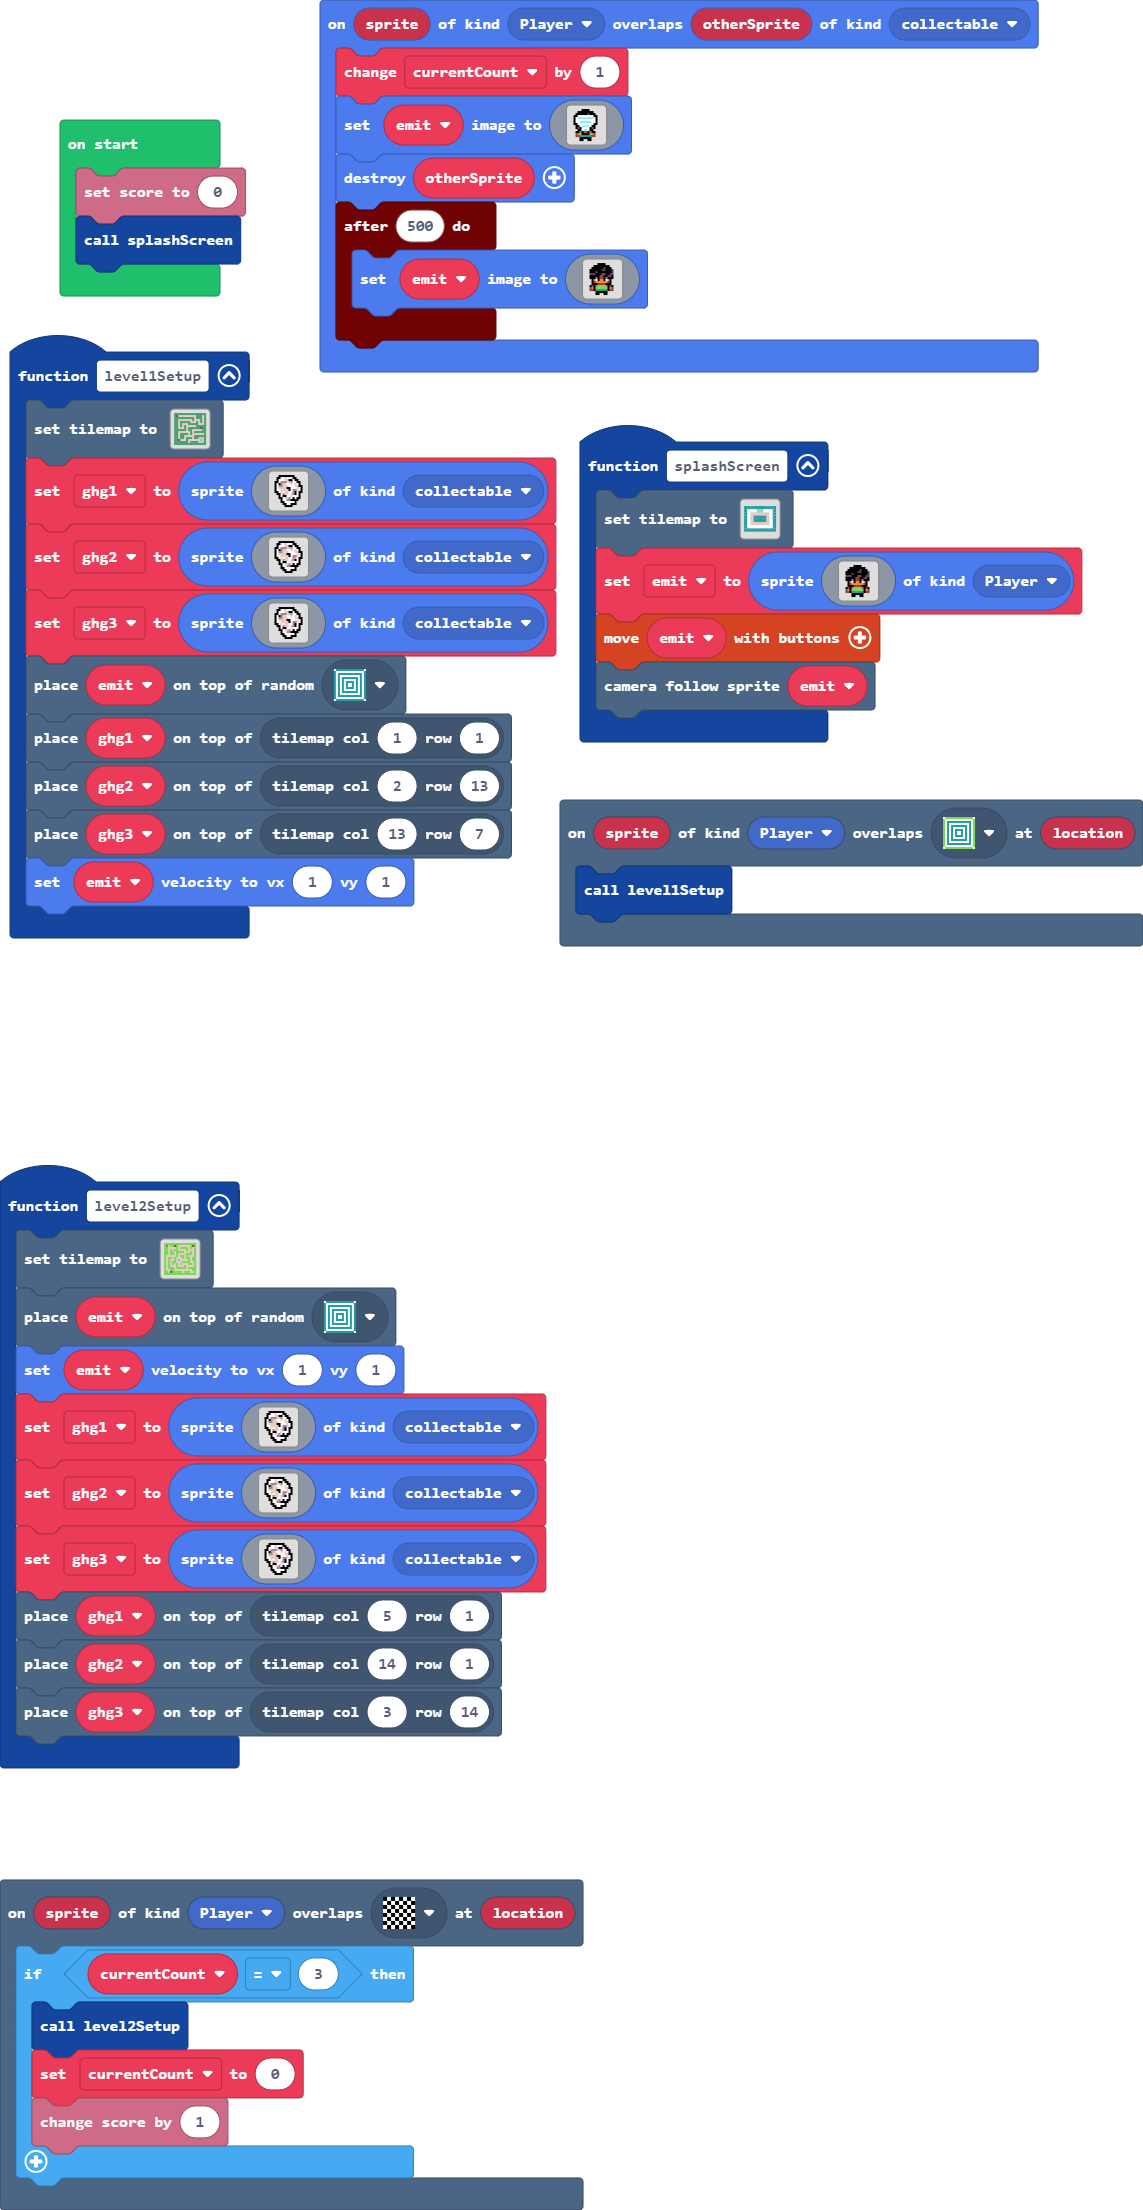 on sprite of kind Player overlaps otherSprite of kind collectable
change currentCount by 1
set emit image to
destroy otherSprite
after 500 do
set emit image to
on start
set score to 0
call splashScreen
function level1Setup
set tilemap to
set ghg1 to sprite of kind collectable
set ghg2 to sprite of kind collectable
set ghg3 to sprite of kind collectable
place emit on top of random
place ghg1 on top of tilemap col 1 row 1
place ghg2 on top of tilemap col 2 row 13
place ghg3 on top of tilemap col 13 row 7
set emit velocity to vx 1 vy 1
function splashScreen
set tilemap to
set emit to sprite of kind Player
move emit with buttons
camera follow sprite emit
on sprite of kind Player overlaps at location
call level1Setup
function level2Setup
set tilemap to
place emit on top of random
set emit velocity to vx 1 vy 1
set ghg1 to sprite of kind collectable
set ghg2 to sprite of kind collectable
set ghg3 to sprite of kind collectable
place ghg1 on top of tilemap col 5 row 1
place ghg2 on top of tilemap col 14 row 1
place ghg3 on top of tilemap col 3 row 14
on sprite of kind Player overlaps at location
if currentCount = 3 then
call level2Setup
set currentCount to 0
change score by 1